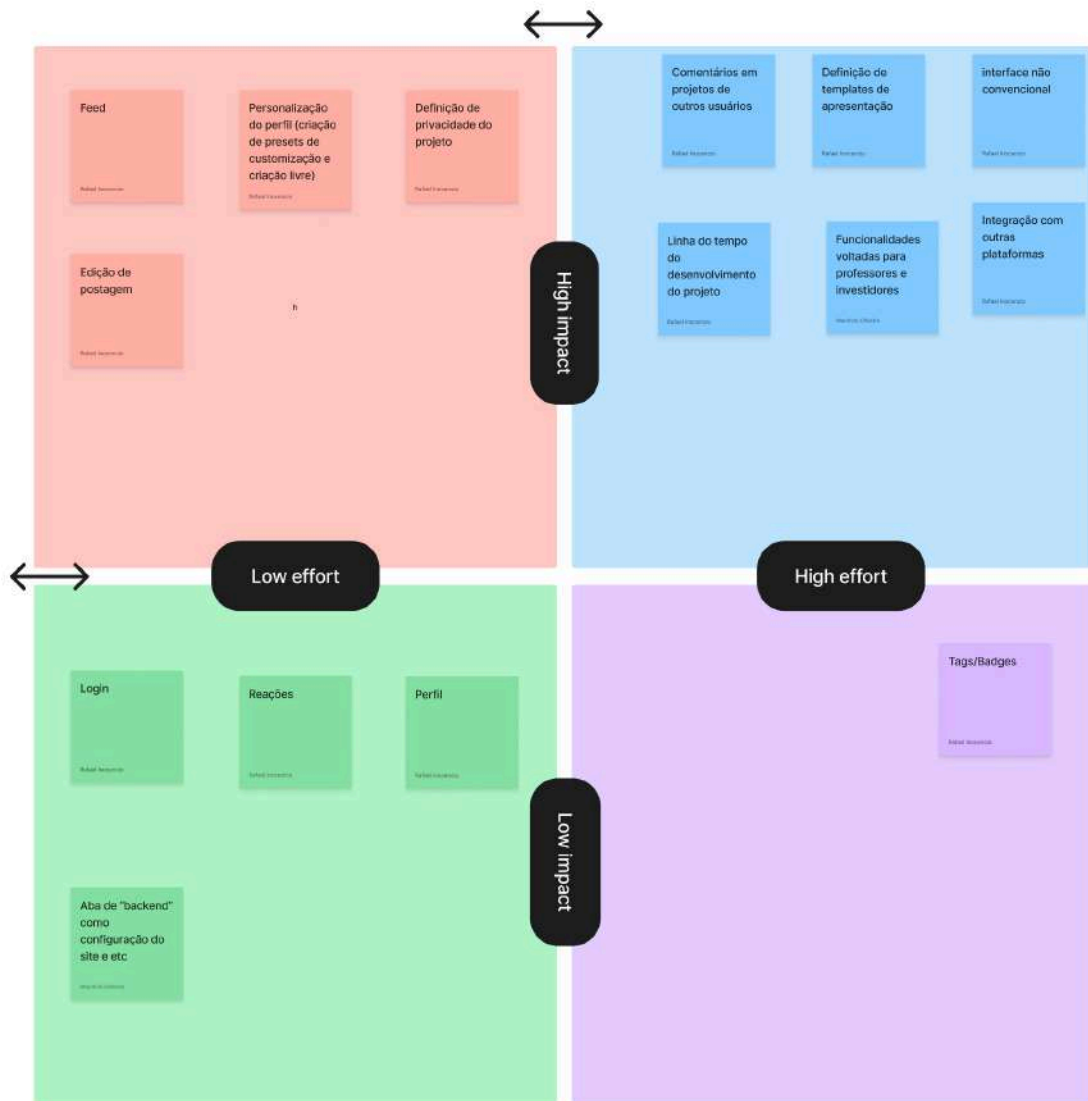 Feed
Personalização
do perfil (criação
de presets de
customização e
criação livre)
Definição de
privacidade do
projeto
Edição de
postagem
h
Comentários em
projetos de
outros usuários
Definição de
templates de
apresentação
interface não
convencional
Linha do tempo
do
desenvolvimento
do projeto
Funcionalidades
voltadas para
professores e
investidores
Integração com
outras
plataformas
High impact
Low effort
High effort
Login
Reações
Perfil
Aba de "backend"
como
configuração do
site e etc
Low impact
Tags/Badges